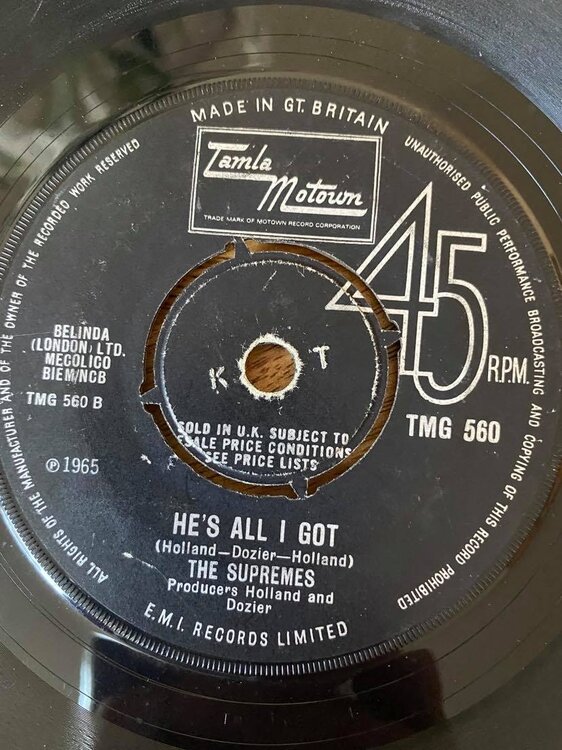 MADE IN GT. BRITAIN
UNAUTHORISED PUBLIC PERFORMANCE BROADCASTING AND COPYING OF THIS RECORD PROHIBITED
ALL RIGHTS OF THE MANUFACTURER AND OF THE OWNER OF THE RECORDED WORK RESERVED
Tamla
Motown
TRADE MARK OF MOTOWN RECORD CORPORATION
45
R.P.M.
TMG 560
BELINDA
(LONDON) LTD.
MECOLICO
BIEM/NCB
TMG 560 B
℗ 1965
K T
SOLD IN U.K. SUBJECT TO
RESALE PRICE CONDITIONS
SEE PRICE LISTS
HE'S ALL I GOT
(Holland—Dozier—Holland)
THE SUPREMES
Producers Holland and
Dozier
E.M.I. RECORDS LIMITED